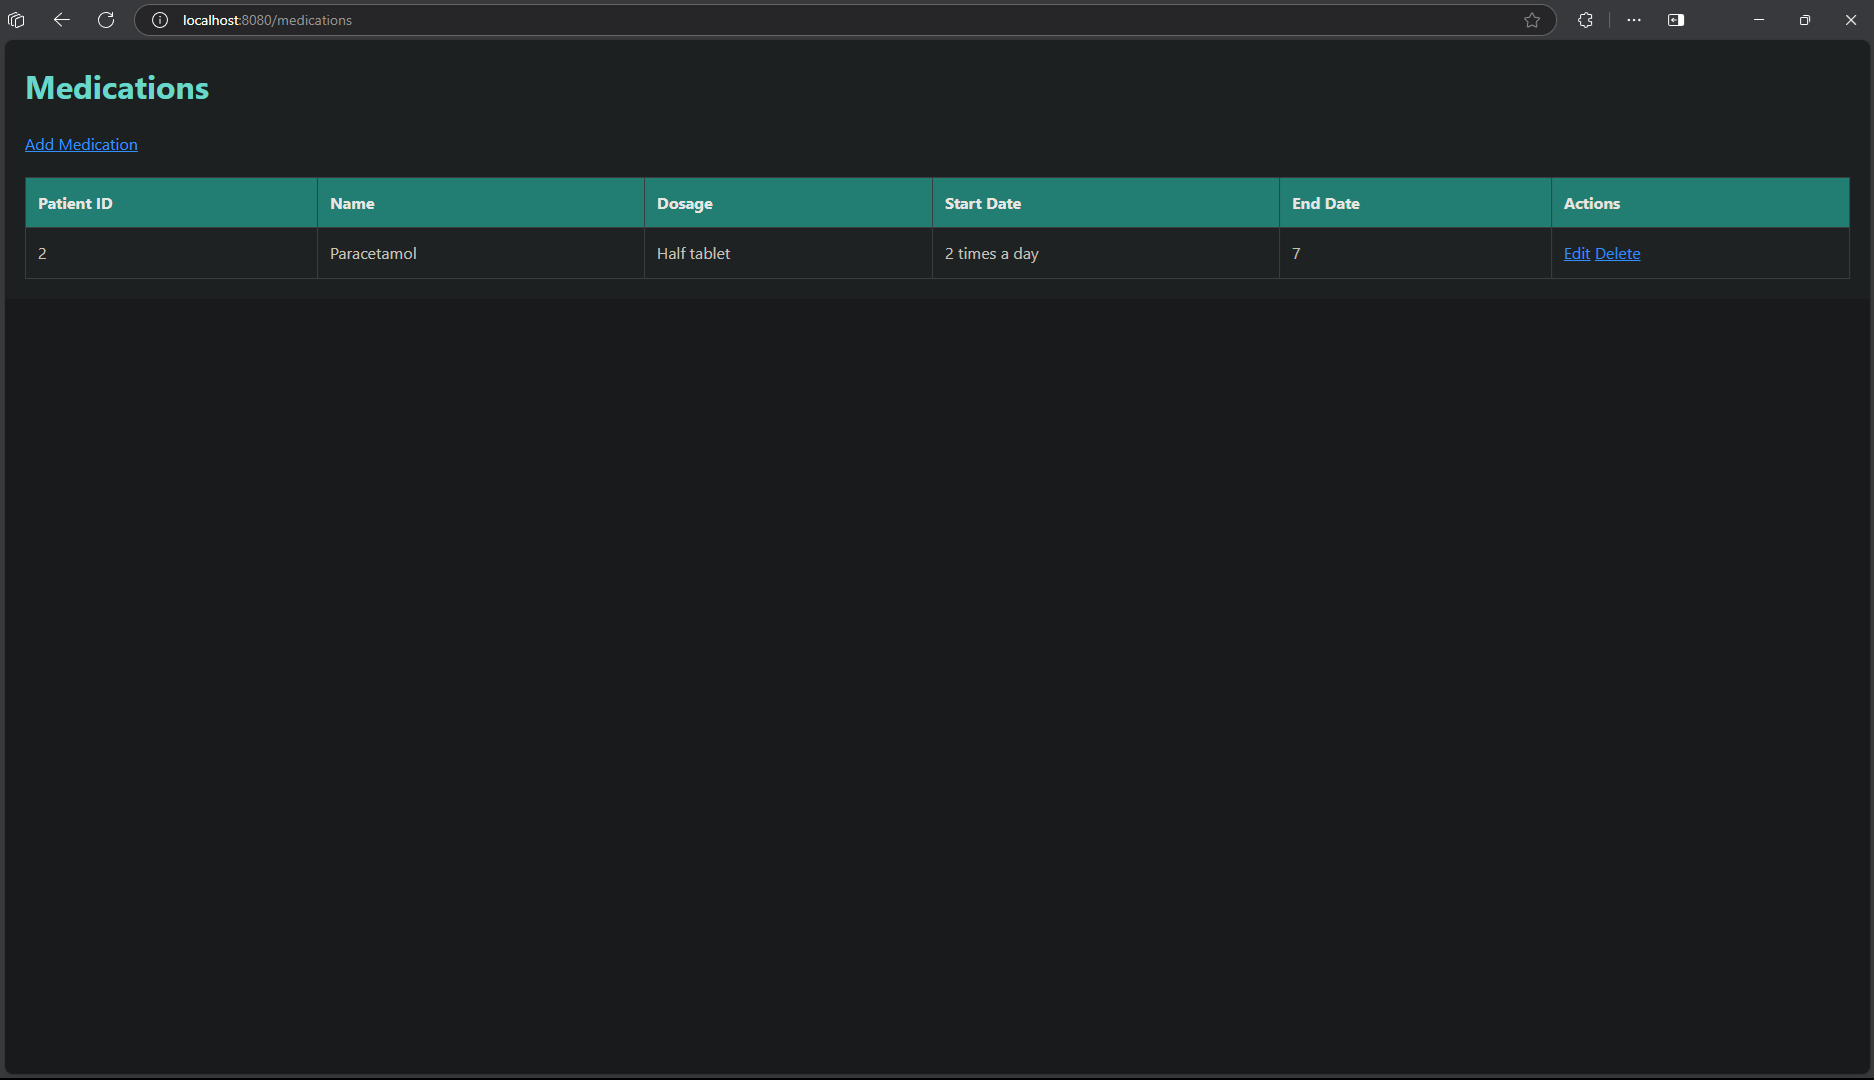 localhost:8080/medications
Medications
Add Medication
Patient ID Name Dosage Start Date End Date Actions
2 Paracetamol Half tablet 2 times a day 7 Edit Delete